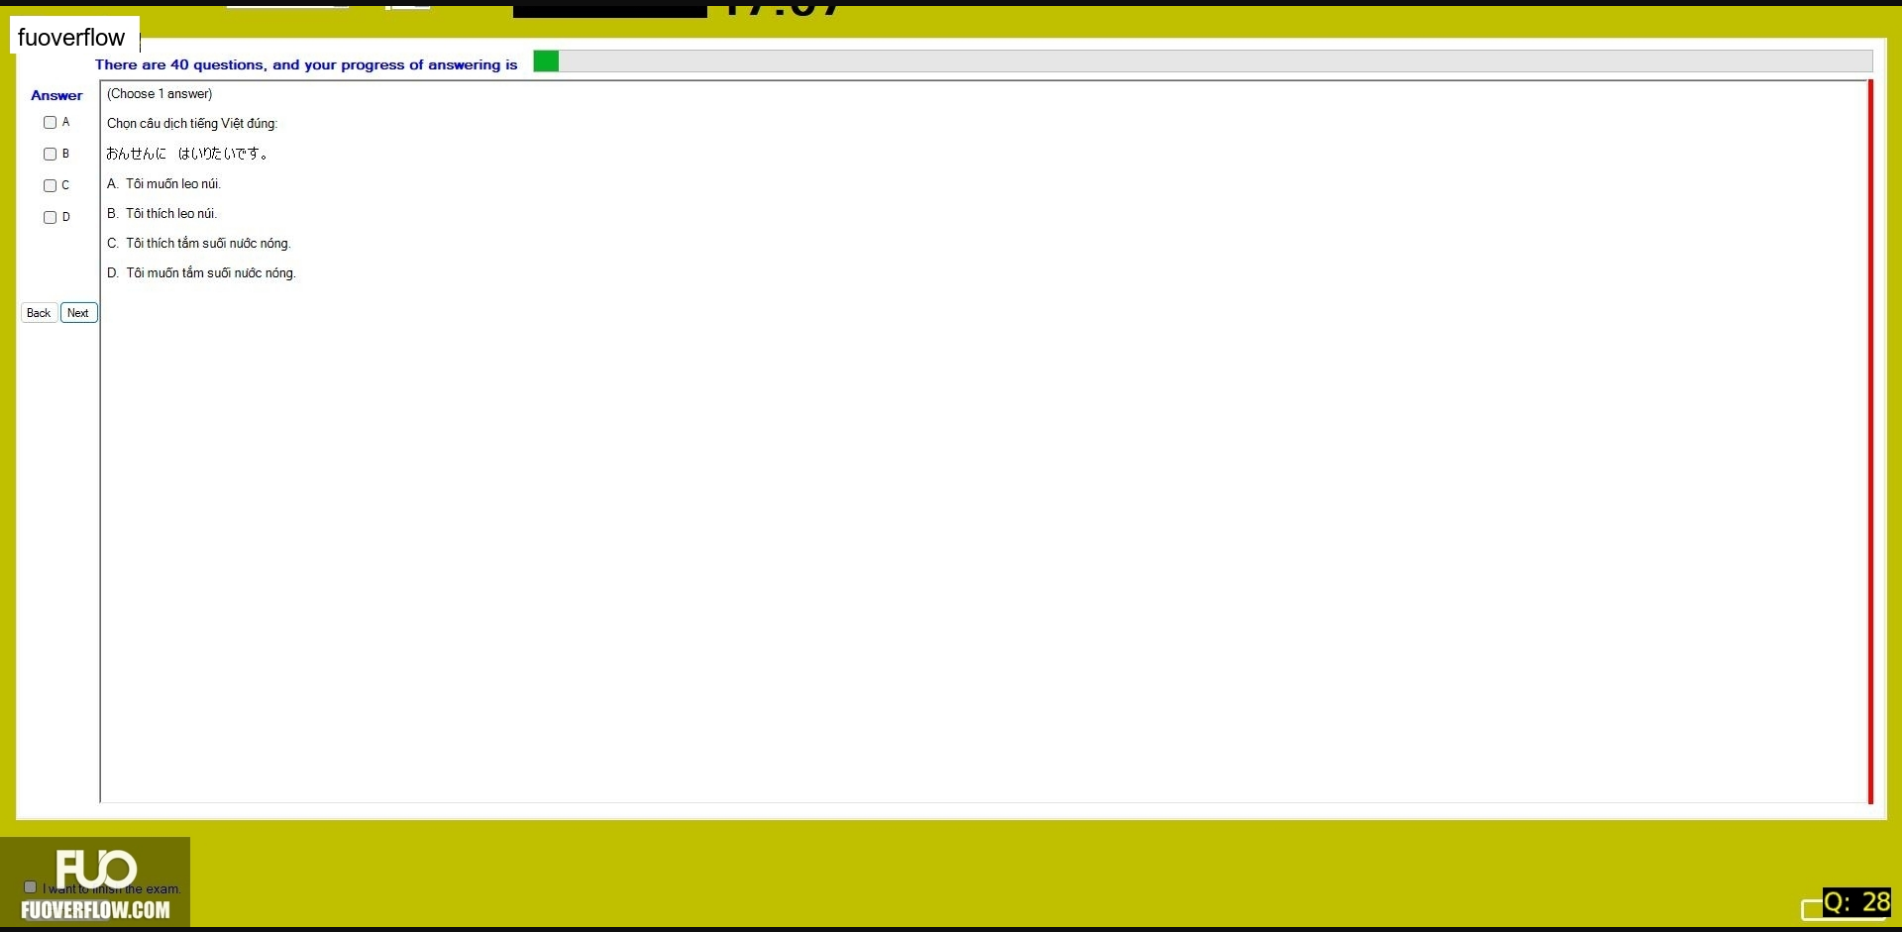 fuoverflow
There are 40 questions, and your progress of answering is
Answer
(Choose 1 answer)
A
Chọn câu dịch tiếng Việt đúng:
B
おんせんに はいりたいです。
C
A. Tôi muốn leo núi.
D
B. Tôi thích leo núi.
C. Tôi thích tắm suối nước nóng.
D. Tôi muốn tắm suối nước nóng.
Back Next
FUO
I want to finish the exam.
FUOVERFLOW.COM
Q: 28